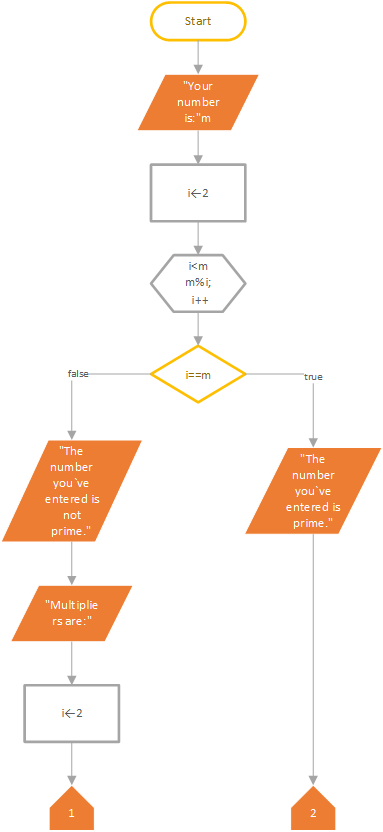 Start
"Your
number
is:"m
i←2
i<m
m%i;
i++
i==m
false
true
"The
number
you`ve
entered is
not
prime."
"The
number
you`ve
entered is
prime."
"Multiplie
rs are:"
i←2
1
2